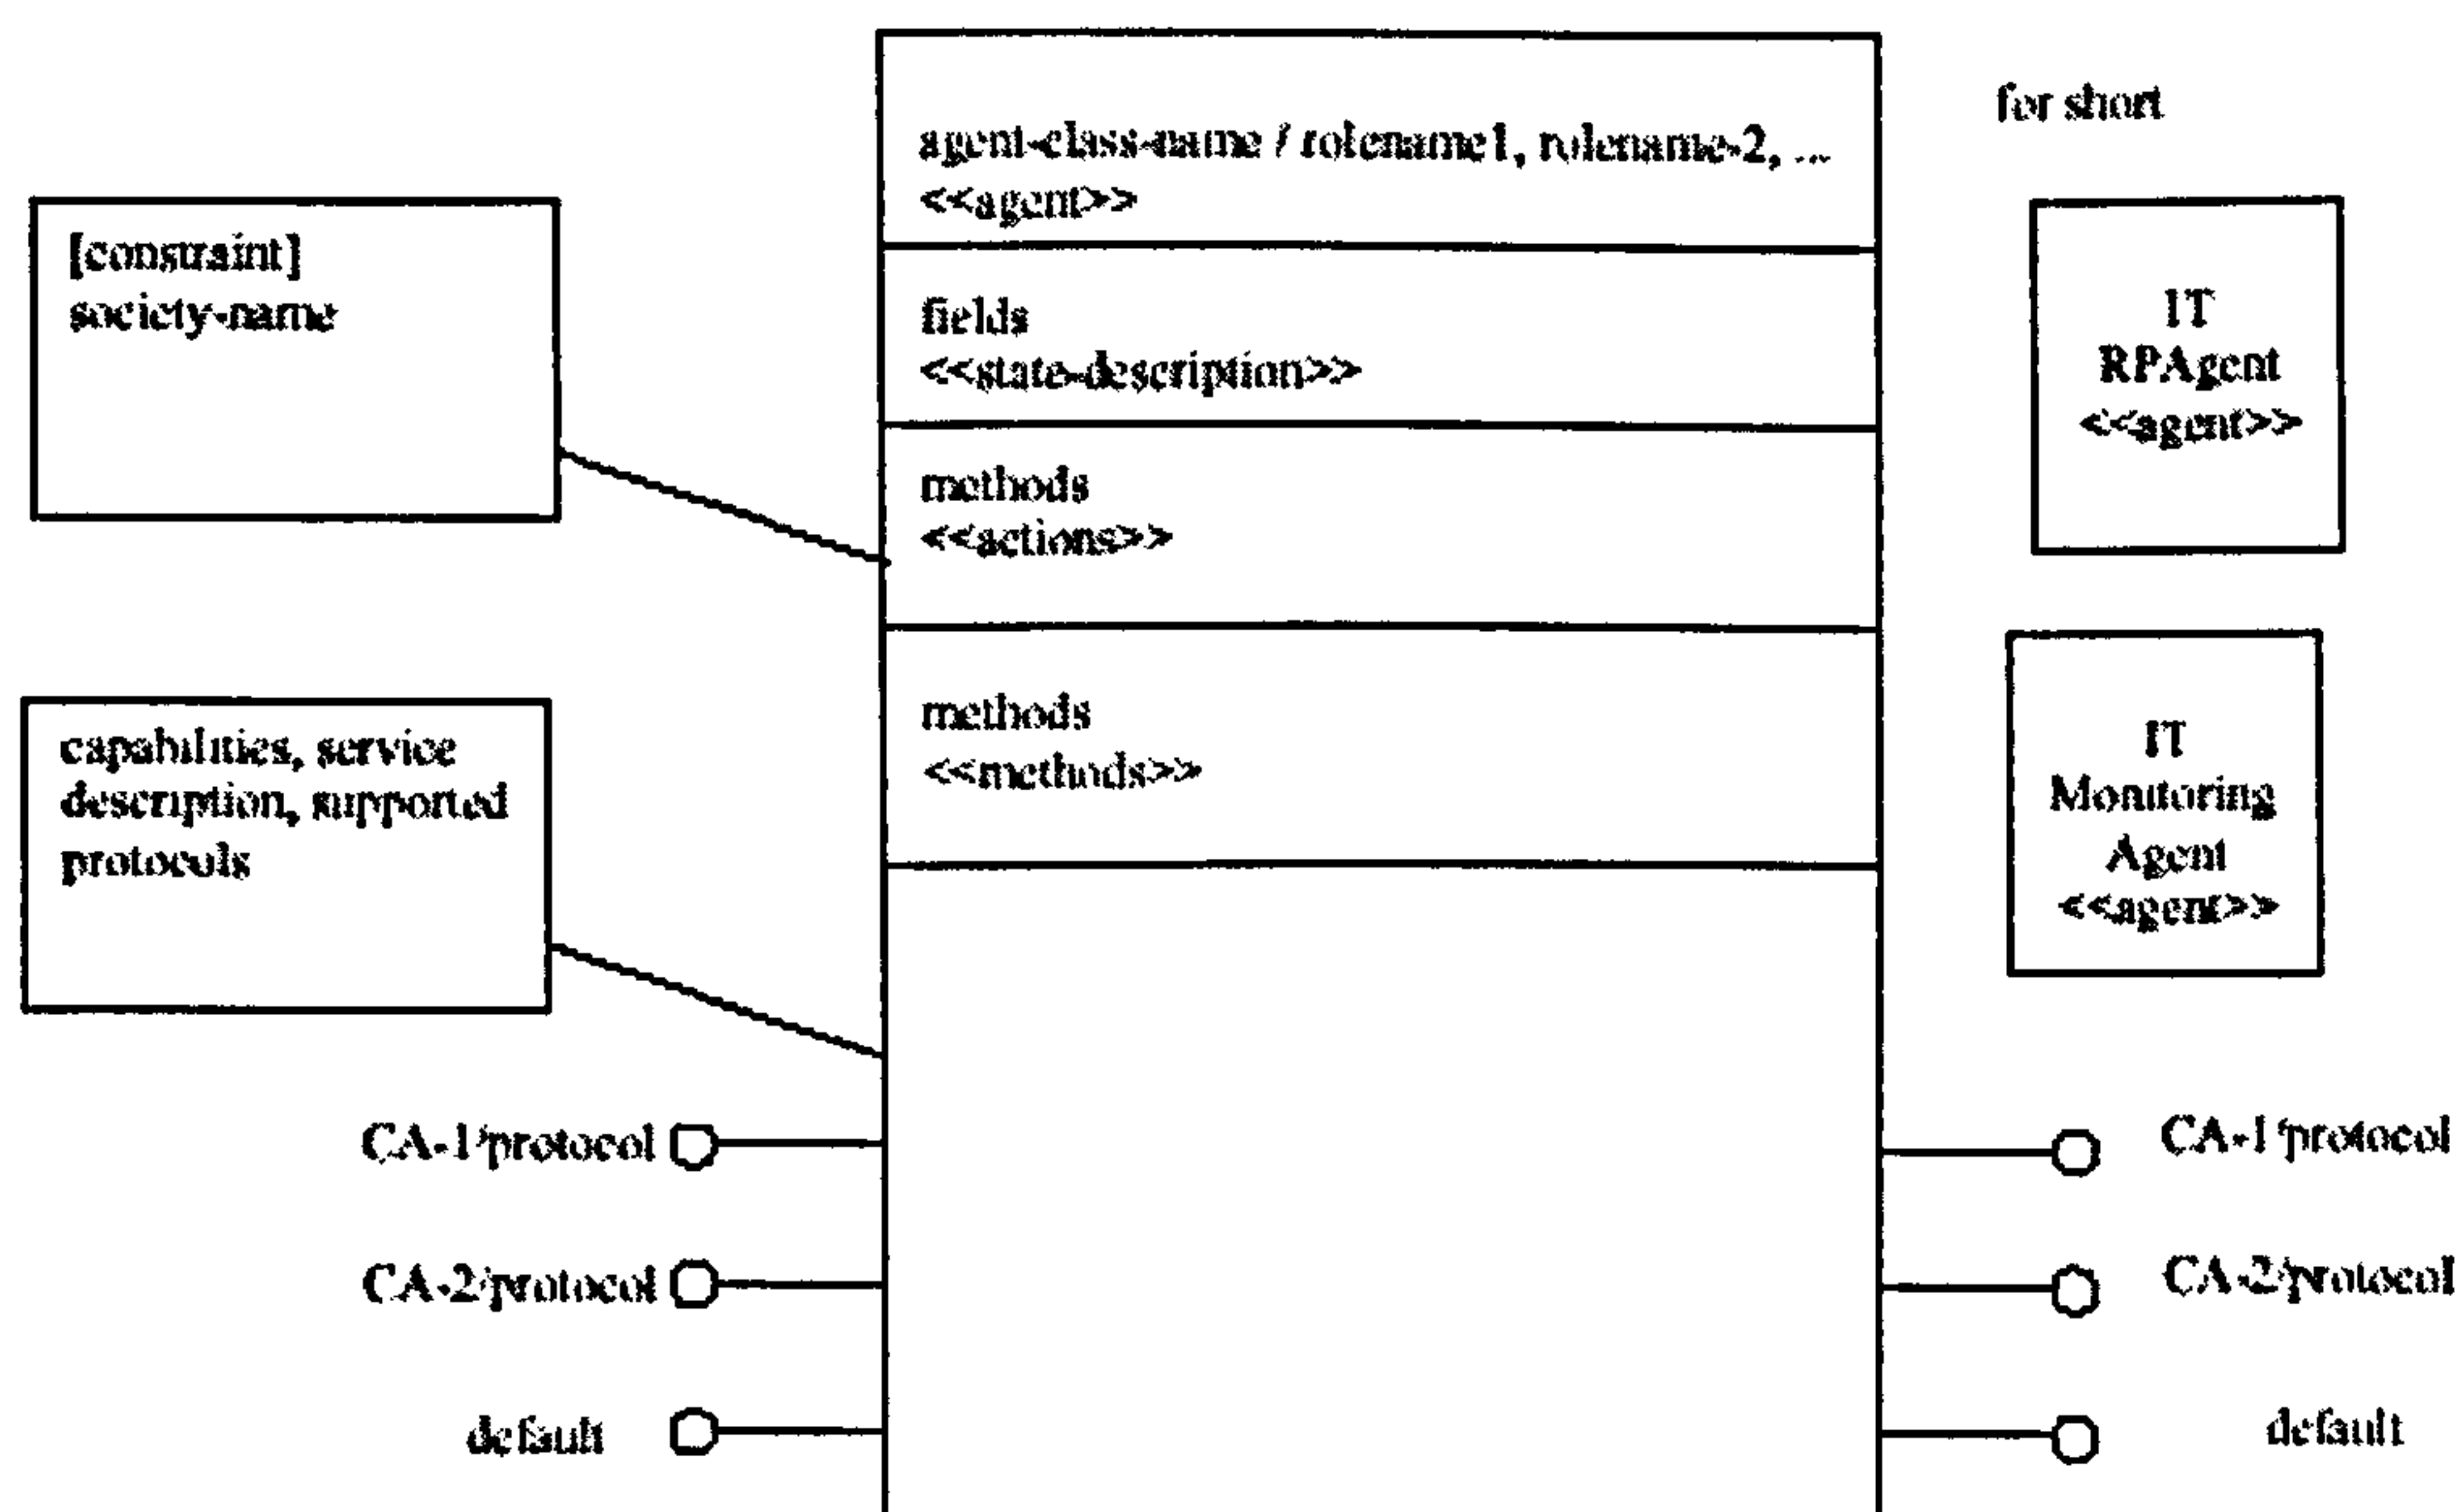 agent-class-name / rolename1, rolename-2, ...
<<agent>>
fields
<<state-description>>
methods
<<actions>>
methods
<<methods>>
[constraint]
society-name
capabilities, service
description, supported
protocols
CA-1/protocol
CA-2/protocol
default
for short
IT
RPAgent
<<agent>>
IT
Monitoring
Agent
<<agent>>
CA-1/protocol
CA-2/protocol
default